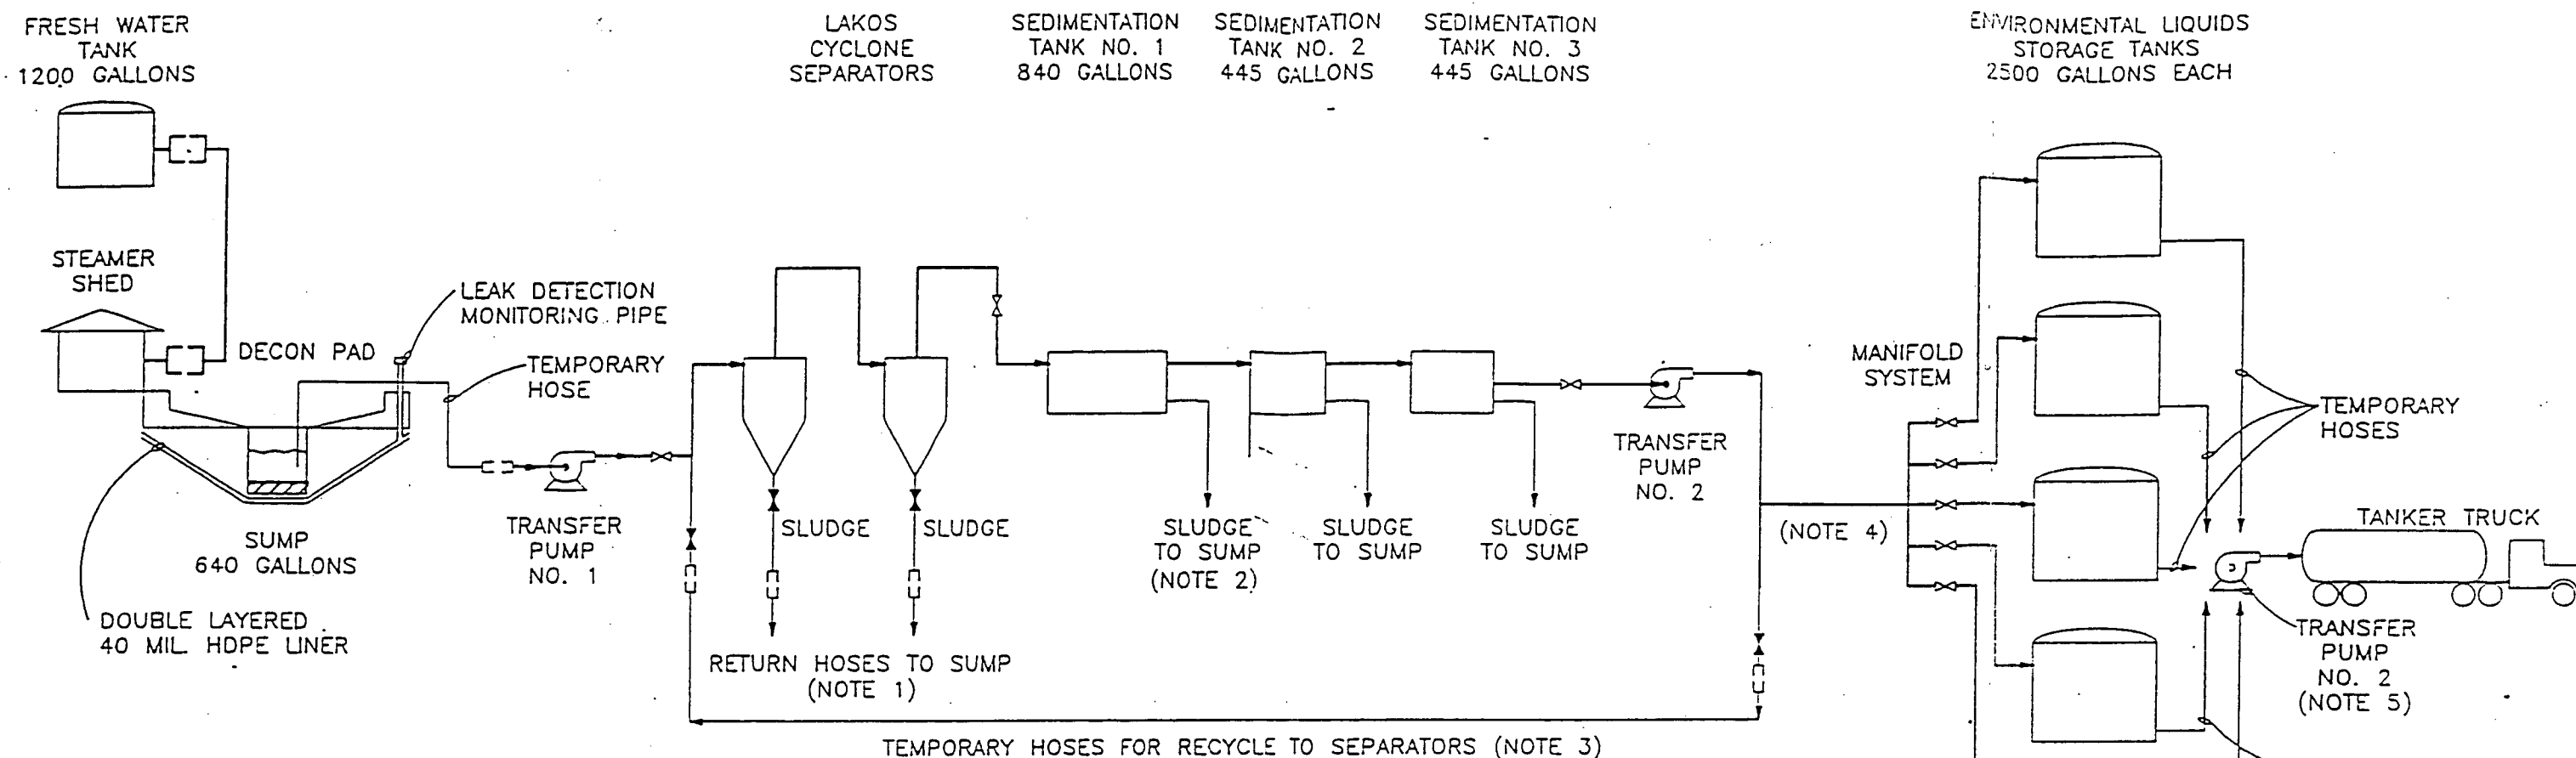 FRESH WATER
TANK
1200 GALLONS
LAKOS
CYCLONE
SEPARATORS
SEDIMENTATION
TANK NO. 1
840 GALLONS
SEDIMENTATION
TANK NO. 2
445 GALLONS
SEDIMENTATION
TANK NO. 3
445 GALLONS
ENVIRONMENTAL LIQUIDS
STORAGE TANKS
2500 GALLONS EACH
STEAMER
SHED
LEAK DETECTION
MONITORING PIPE
DECON PAD
TEMPORARY
HOSE
MANIFOLD
SYSTEM
TEMPORARY
HOSES
TRANSFER
PUMP
NO. 2
SUMP
640 GALLONS
TRANSFER
PUMP
NO. 1
SLUDGE
SLUDGE
SLUDGE
TO SUMP
(NOTE 2)
SLUDGE
TO SUMP
SLUDGE
TO SUMP
(NOTE 4)
TANKER TRUCK
DOUBLE LAYERED
40 MIL HDPE LINER
RETURN HOSES TO SUMP
(NOTE 1)
TRANSFER
PUMP
NO. 2
(NOTE 5)
TEMPORARY HOSES FOR RECYCLE TO SEPARATORS (NOTE 3)